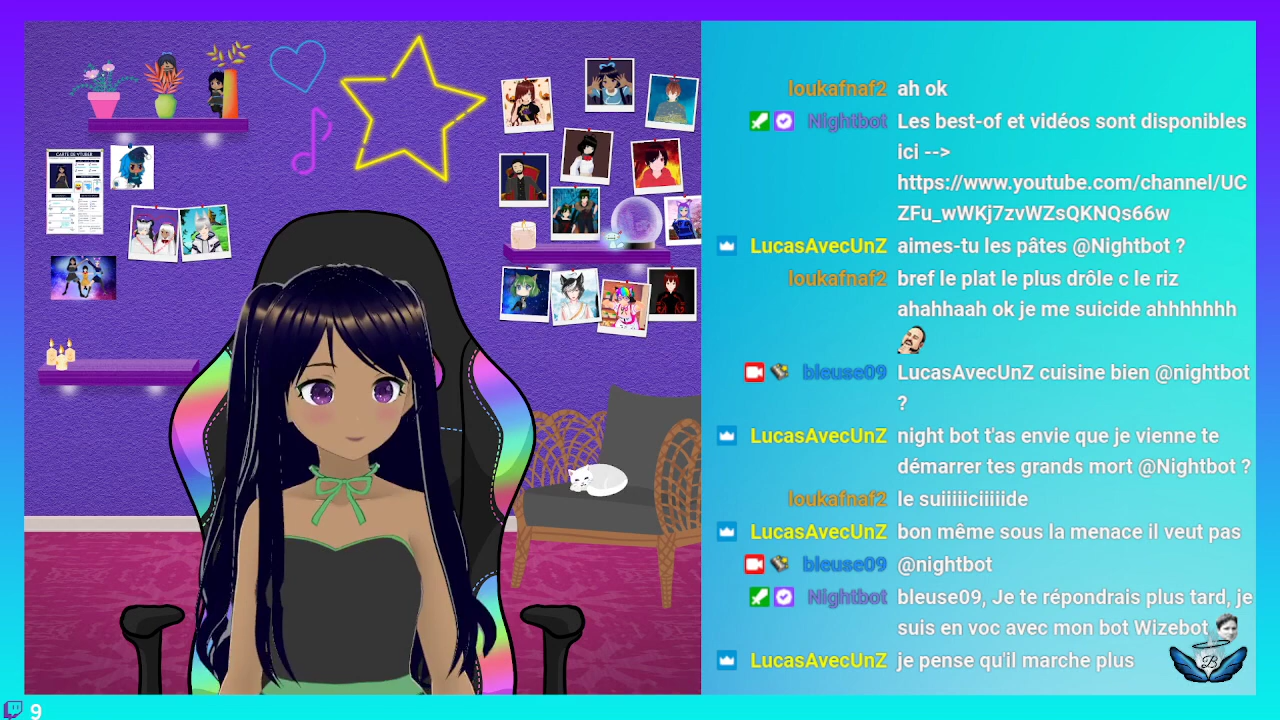 CARTE DE VTUBER
loukafnaf2 ah ok
Nightbot Les best-of et vidéos sont disponibles
ici -->
https://www.youtube.com/channel/UC
ZFu_wWKj7zvWZsQKNQs66w
LucasAvecUnZ aimes-tu les pâtes @Nightbot ?
loukafnaf2 bref le plat le plus drôle c le riz
ahahhaah ok je me suicide ahhhhhhh
bleuse09 LucasAvecUnZ cuisine bien @nightbot
?
LucasAvecUnZ night bot t'as envie que je vienne te
démarrer tes grands mort @Nightbot ?
loukafnaf2 le suiiiiciiiiide
LucasAvecUnZ bon même sous la menace il veut pas
bleuse09 @nightbot
Nightbot bleuse09, Je te répondrais plus tard, je
suis en voc avec mon bot Wizebot
LucasAvecUnZ je pense qu'il marche plus
B
9